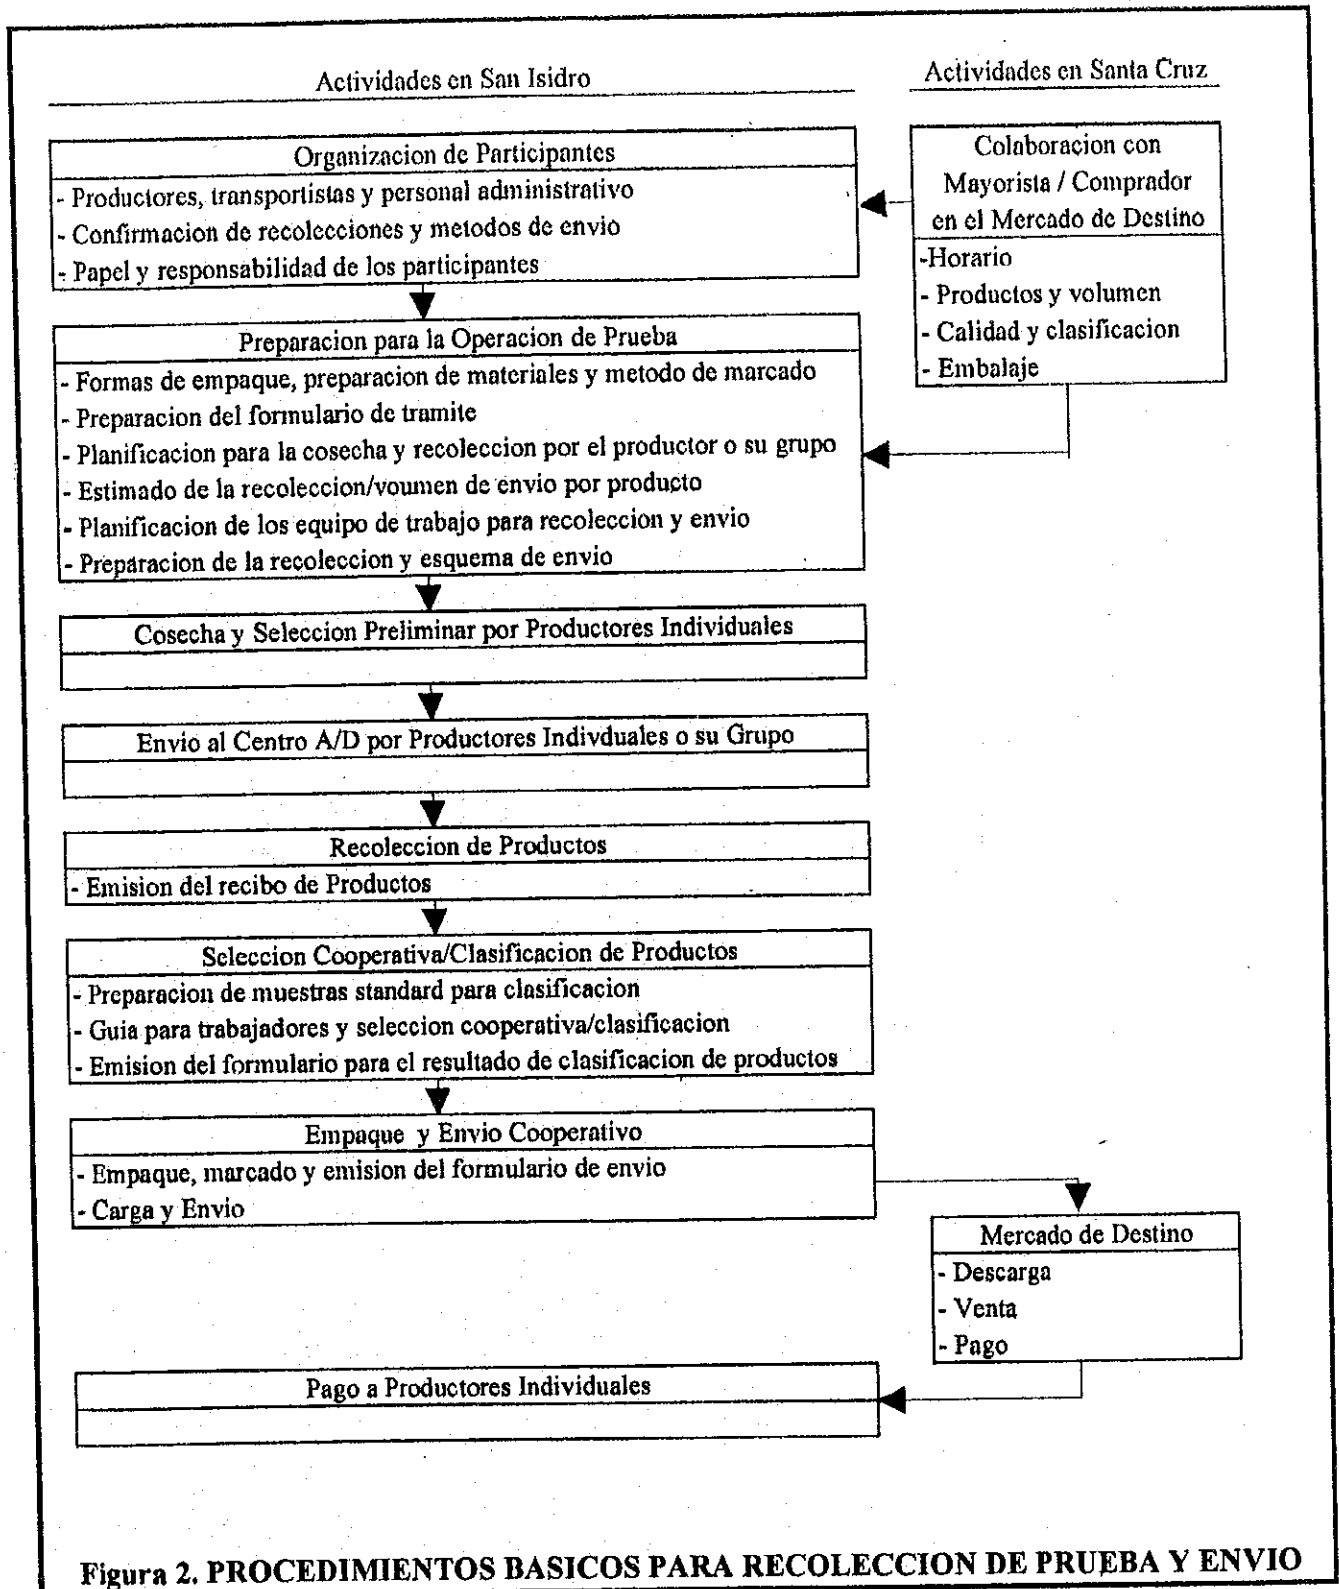 Actividades en San Isidro
Actividades en Santa Cruz
Organizacion de Participantes
- Productores, transportistas y personal administrativo
- Confirmacion de recolecciones y metodos de envio
- Papel y responsabilidad de los participantes
Colaboracion con
Mayorista / Comprador
en el Mercado de Destino
-Horario
- Productos y volumen
- Calidad y clasificacion
- Embalaje
Preparacion para la Operacion de Prueba
- Formas de empaque, preparacion de materiales y metodo de marcado
- Preparacion del formulario de tramite
- Planificacion para la cosecha y recoleccion por el productor o su grupo
- Estimado de la recoleccion/voumen de envio por producto
- Planificacion de los equipo de trabajo para recoleccion y envio
- Preparacion de la recoleccion y esquema de envio
Cosecha y Seleccion Preliminar por Productores Individuales
Envio al Centro A/D por Productores Indivduales o su Grupo
Recoleccion de Productos
- Emision del recibo de Productos
Seleccion Cooperativa/Clasificacion de Productos
- Preparacion de muestras standard para clasificacion
- Guia para trabajadores y seleccion cooperativa/clasificacion
- Emision del formulario para el resultado de clasificacion de productos
Empaque y Envio Cooperativo
- Empaque, marcado y emision del formulario de envio
- Carga y Envio
Mercado de Destino
- Descarga
- Venta
- Pago
Pago a Productores Individuales
Figura 2. PROCEDIMIENTOS BASICOS PARA RECOLECCION DE PRUEBA Y ENVIO